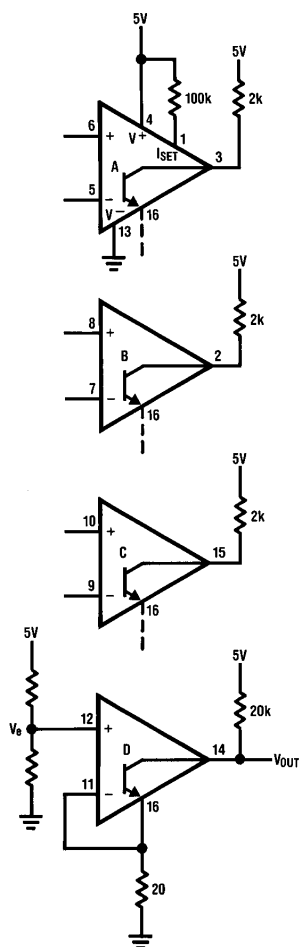 5V
5V
100k
2k
4
1
6
+
V+
ISET
3
A
5
−
V−
16
13
5V
8
+
2k
B
2
7
−
16
5V
10
+
2k
C
15
9
−
16
5V
5V
Ve
12
+
20k
D
14
VOUT
11
−
16
20